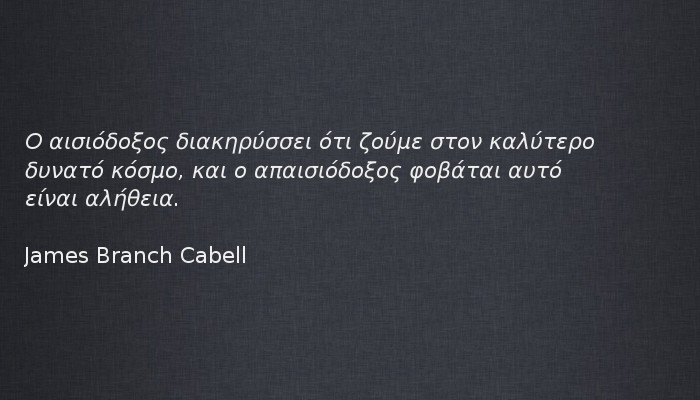 Ο αισιόδοξος διακηρύσσει ότι ζούμε στον καλύτερο
δυνατό κόσμο, και ο απαισιόδοξος φοβάται αυτό
είναι αλήθεια.
James Branch Cabell